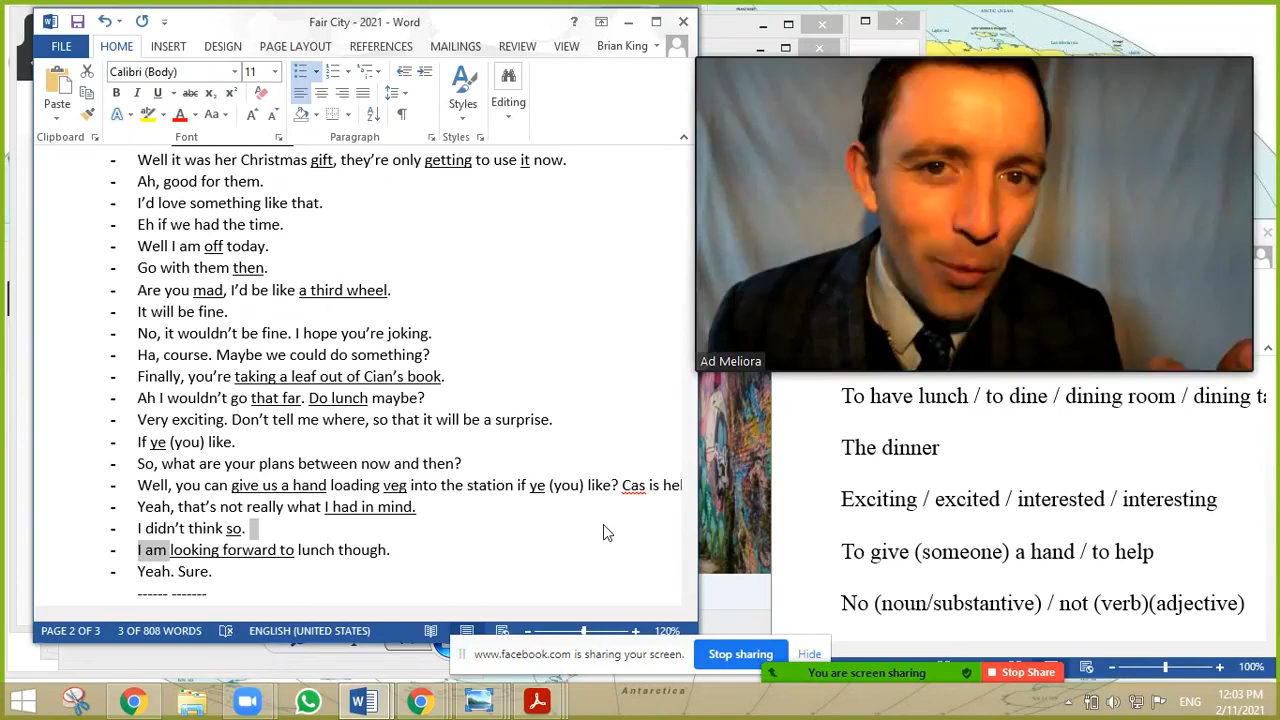 Fair City - 2021 - Word
FILE HOME INSERT DESIGN PAGE LAYOUT REFERENCES MAILINGS REVIEW VIEW Brian King
Calibri (Body) 11
Paste
Styles
Editing
Clipboard Font Paragraph Styles
- Well it was her Christmas gift, they're only getting to use it now.
- Ah, good for them.
- I'd love something like that.
- Eh if we had the time.
- Well I am off today.
- Go with them then.
- Are you mad, I'd be like a third wheel.
- It will be fine.
- No, it wouldn't be fine. I hope you're joking.
- Ha, course. Maybe we could do something?
- Finally, you're taking a leaf out of Cian's book.
- Ah I wouldn't go that far. Do lunch maybe?
- Very exciting. Don't tell me where, so that it will be a surprise.
- If ye (you) like.
- So, what are your plans between now and then?
- Well, you can give us a hand loading veg into the station if ye (you) like? Cas is hel
- Yeah, that's not really what I had in mind.
- I didn't think so.
- I am looking forward to lunch though.
- Yeah. Sure.
------ -------
PAGE 2 OF 3 3 OF 808 WORDS ENGLISH (UNITED STATES) 120%
ARCTIC OCEAN
Ad Meliora
To have lunch / to dine / dining room / dining ta
The dinner
Exciting / excited / interested / interesting
To give (someone) a hand / to help
No (noun/substantive) / not (verb)(adjective)
www.facebook.com is sharing your screen. Stop sharing Hide
You are screen sharing Stop Share
100%
Antarctica
ENG
12:03 PM
2/11/2021